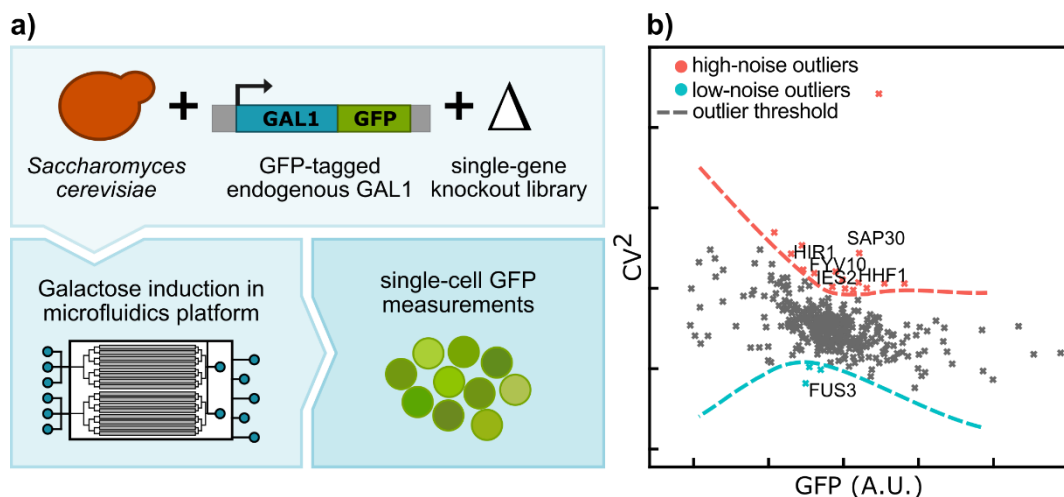 a)
GAL1 GFP
Saccharomyces
cerevisiae
GFP-tagged
endogenous GAL1
Δ
single-gene
knockout library
Galactose induction in
microfluidics platform
single-cell GFP
measurements
b)
high-noise outliers
low-noise outliers
outlier threshold
SAP30
HIR1
FYV10
IES2
HHF1
FUS3
CV²
GFP (A.U.)